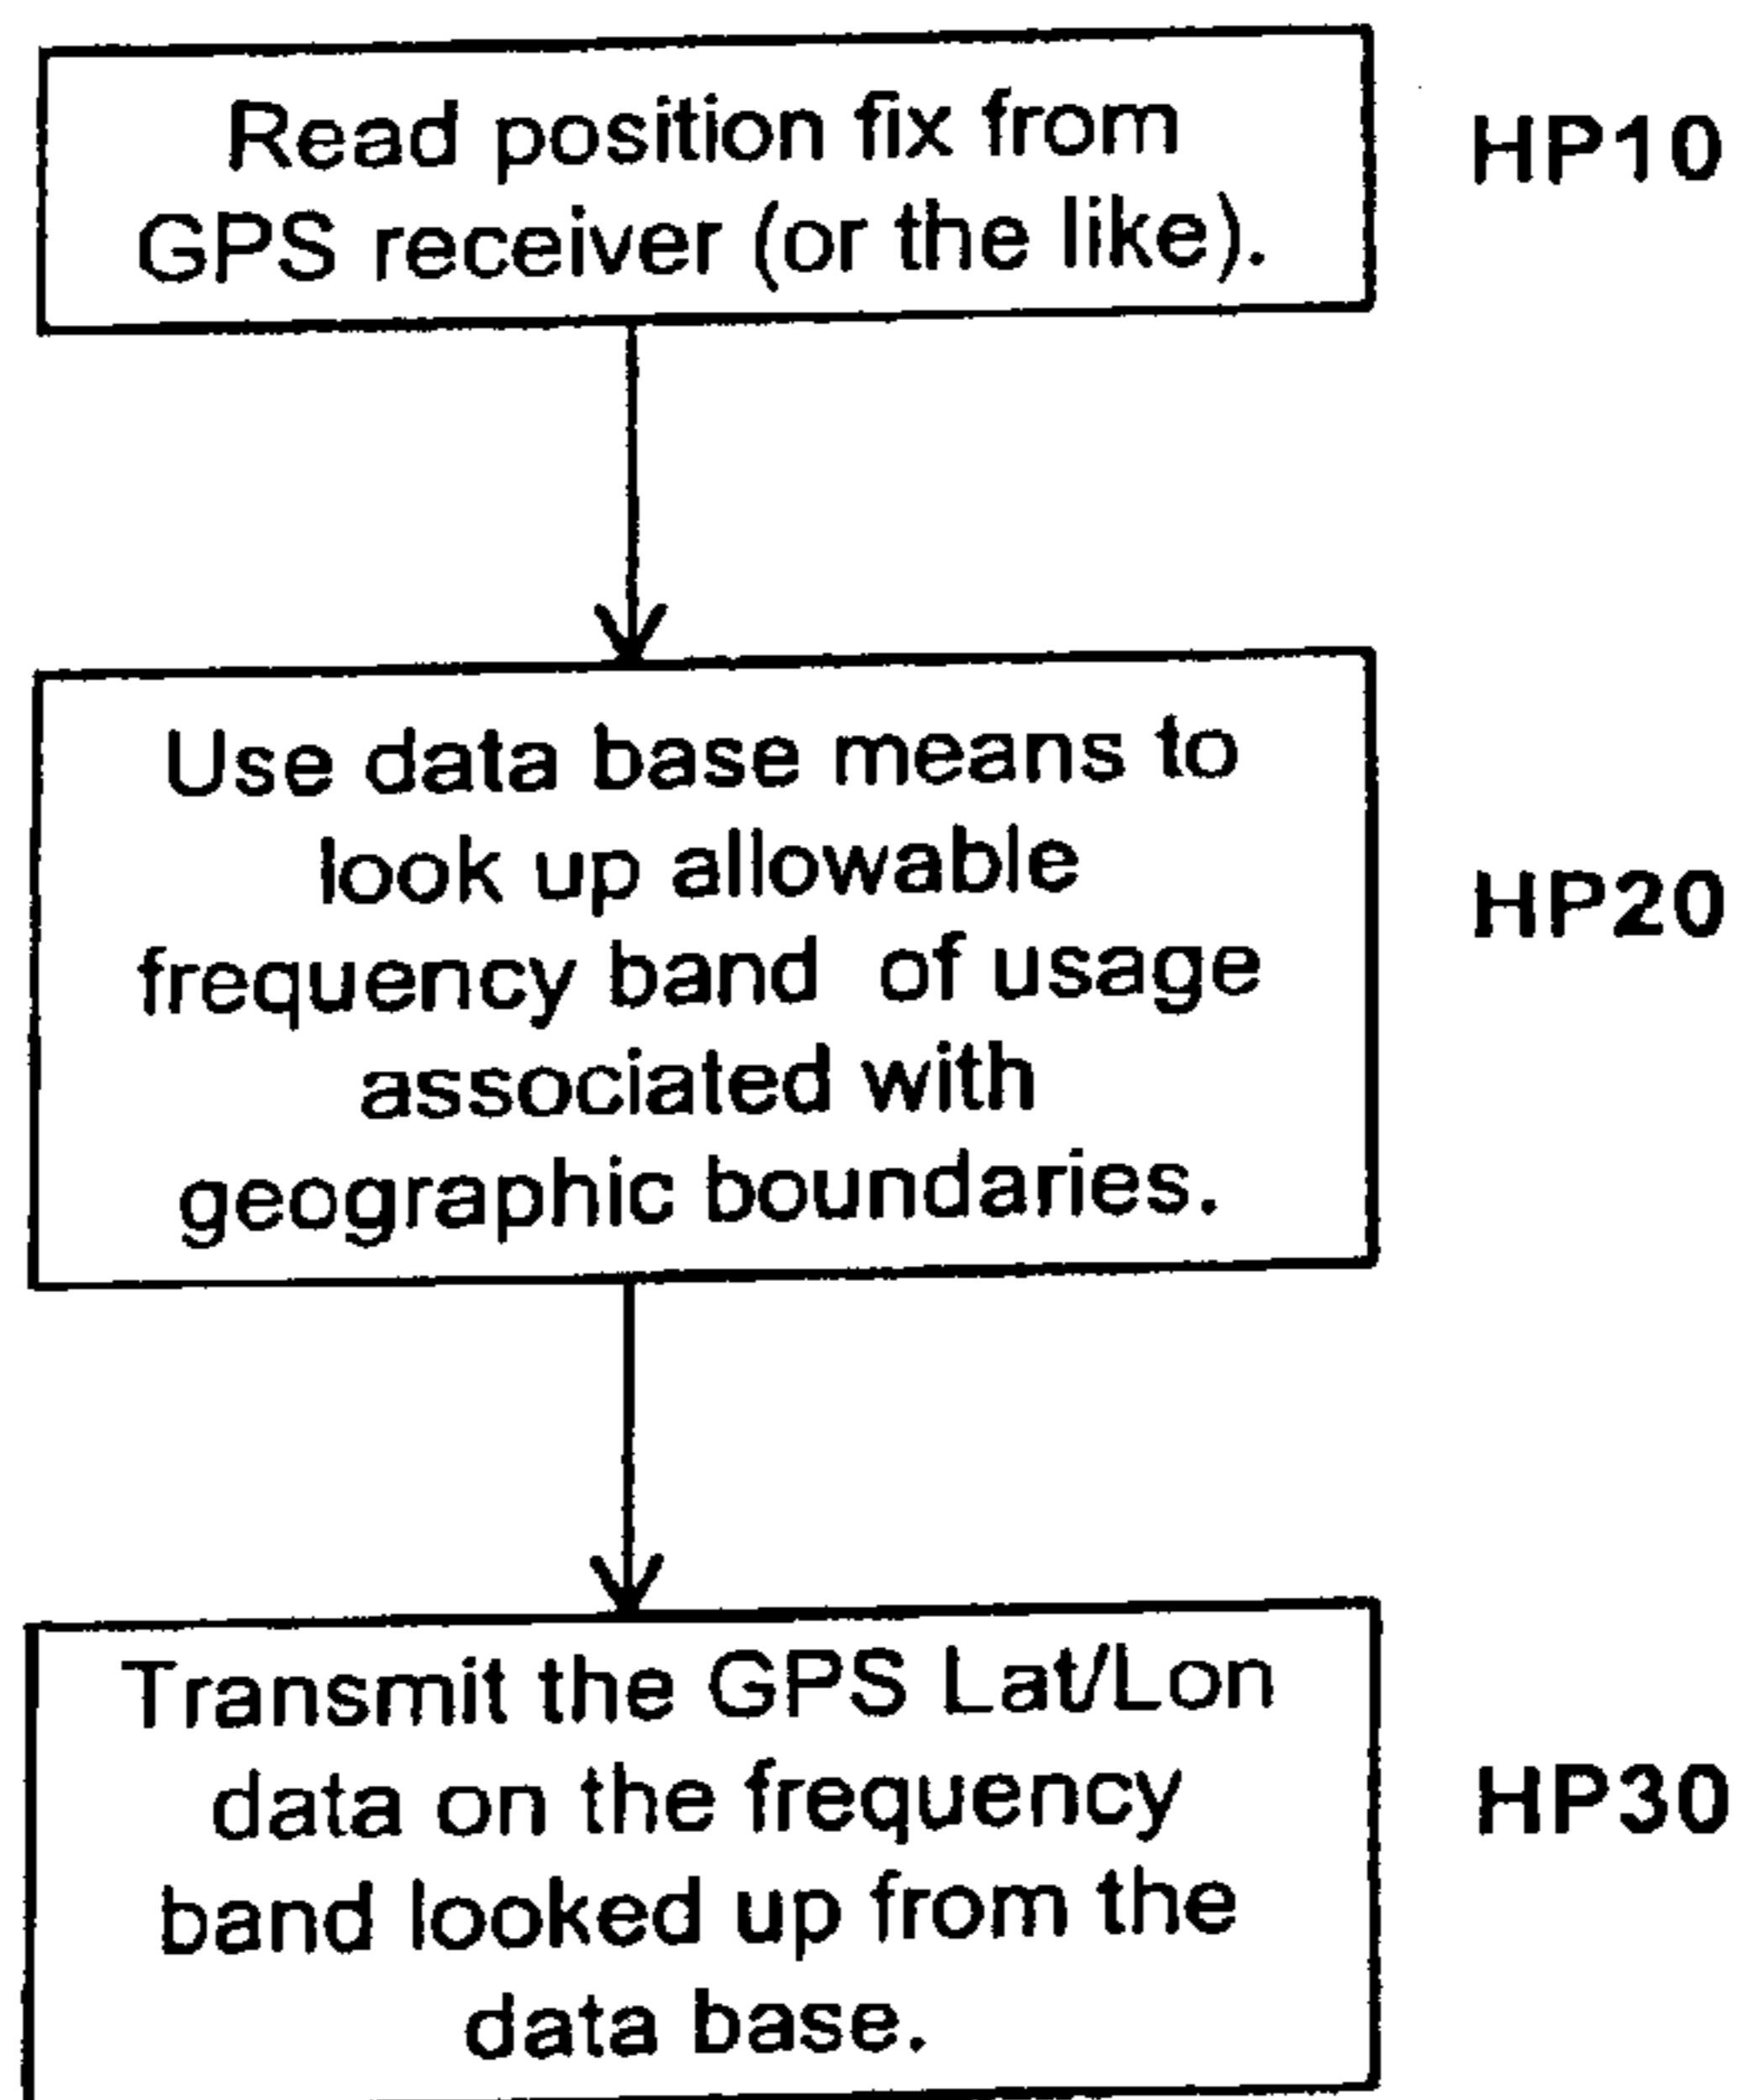 Read position fix from
GPS receiver (or the like).
HP10
Use data base means to
look up allowable
frequency band of usage
associated with
geographic boundaries.
HP20
Transmit the GPS Lat/Lon
data on the frequency
band looked up from the
data base.
HP30